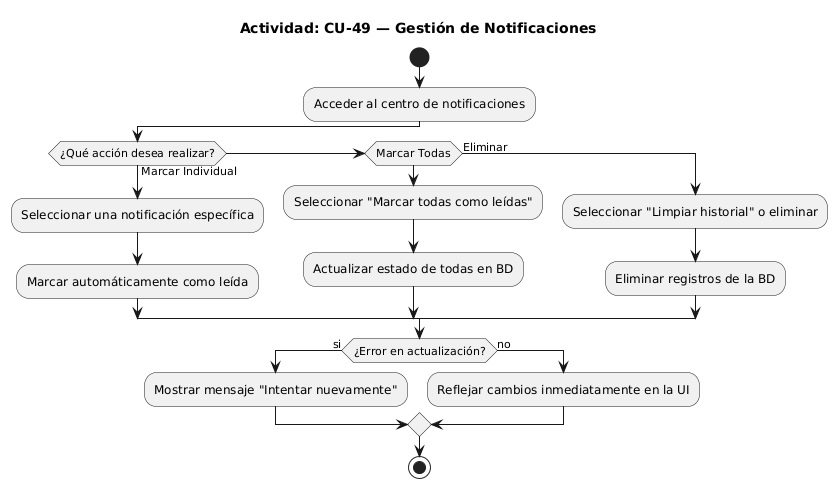 Actividad: CU-49 — Gestión de Notificaciones
Acceder al centro de notificaciones
¿Qué acción desea realizar?
Marcar Individual
Marcar Todas
Eliminar
Seleccionar una notificación específica
Seleccionar "Marcar todas como leídas"
Seleccionar "Limpiar historial" o eliminar
Marcar automáticamente como leída
Actualizar estado de todas en BD
Eliminar registros de la BD
¿Error en actualización?
si
no
Mostrar mensaje "Intentar nuevamente"
Reflejar cambios inmediatamente en la UI